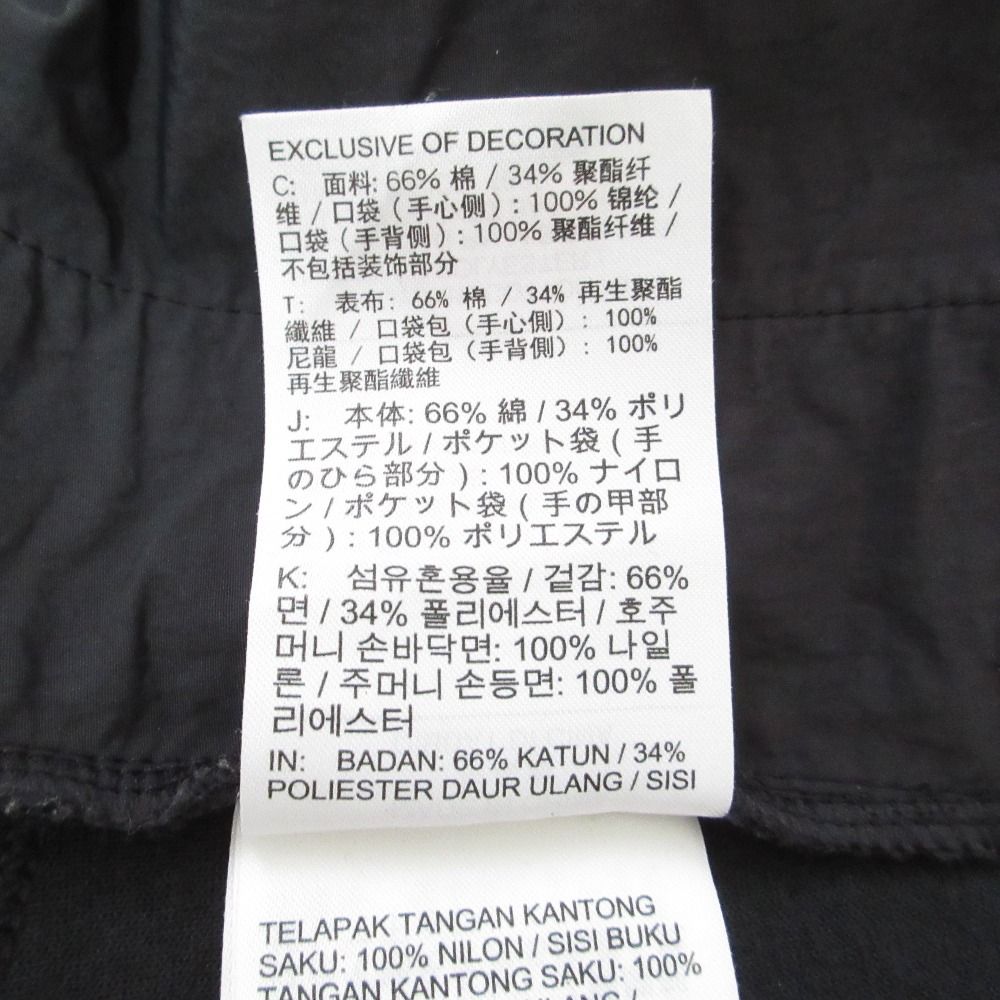 EXCLUSIVE OF DECORATION
C: 面料: 66% 棉 / 34% 聚酯纤
维 / 口袋 ( 手心侧 ) : 100% 锦纶 /
口袋 ( 手背侧 ) : 100% 聚酯纤维 /
不包括装饰部分
T: 表布: 66% 棉 / 34% 再生聚酯
纖維 / 口袋包 (手心側) : 100%
尼龍 / 口袋包 (手背側) : 100%
再生聚酯纖維
J: 本体: 66% 綿 / 34% ポリ
エステル / ポケット袋 ( 手
のひら部分 ) : 100% ナイロ
ン / ポケット袋 ( 手の甲部
分 ) : 100% ポリエステル
K: 섬유혼용율 / 겉감: 66%
면 / 34% 폴리에스터 / 호주
머니 손바닥면: 100% 나일
론 / 주머니 손등면: 100% 폴
리에스터
IN: BADAN: 66% KATUN / 34%
POLIESTER DAUR ULANG / SISI
TELAPAK TANGAN KANTONG
SAKU: 100% NILON / SISI BUKU
TANGAN KANTONG SAKU: 100%
ULANG /